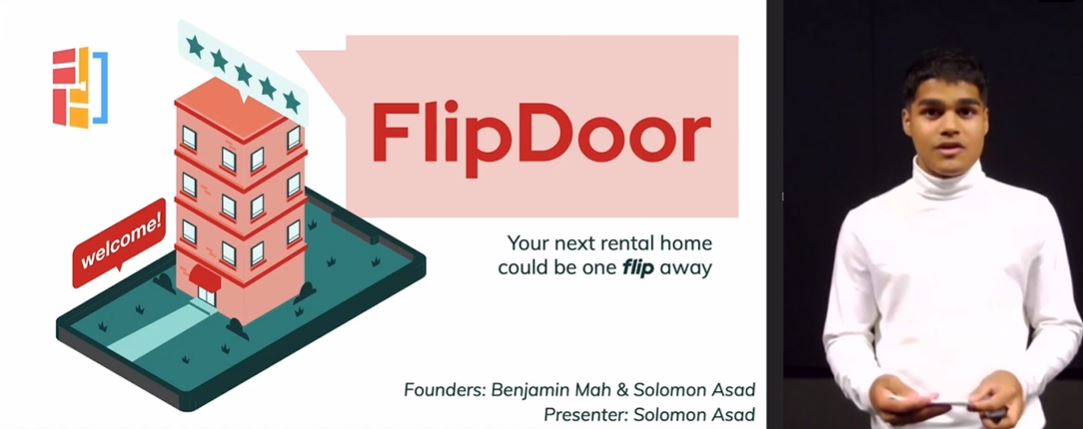 FlipDoor
welcome!
Your next rental home
could be one flip away
Founders: Benjamin Mah & Solomon Asad
Presenter: Solomon Asad